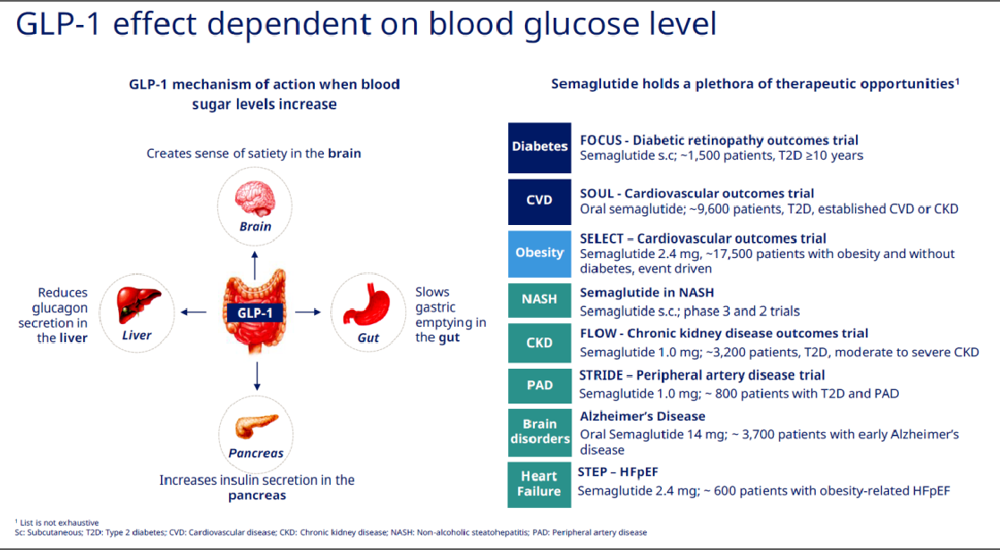 GLP-1 effect dependent on blood glucose level
GLP-1 mechanism of action when blood
sugar levels increase
Creates sense of satiety in the brain
Brain
Reduces
glucagon
secretion in
the liver
Liver
GLP-1
Gut
Slows
gastric
emptying in
the gut
Pancreas
Increases insulin secretion in the
pancreas
Semaglutide holds a plethora of therapeutic opportunities¹
Diabetes
FOCUS - Diabetic retinopathy outcomes trial
Semaglutide s.c; ~1,500 patients, T2D ≥10 years
CVD
SOUL - Cardiovascular outcomes trial
Oral semaglutide; ~9,600 patients, T2D, established CVD or CKD
Obesity
SELECT – Cardiovascular outcomes trial
Semaglutide 2.4 mg, ~17,500 patients with obesity and without
diabetes, event driven
NASH
Semaglutide in NASH
Semaglutide s.c.; phase 3 and 2 trials
CKD
FLOW - Chronic kidney disease outcomes trial
Semaglutide 1.0 mg; ~3,200 patients, T2D, moderate to severe CKD
PAD
STRIDE – Peripheral artery disease trial
Semaglutide 1.0 mg; ~ 800 patients with T2D and PAD
Brain
disorders
Alzheimer's Disease
Oral Semaglutide 14 mg; ~ 3,700 patients with early Alzheimer's
disease
Heart
Failure
STEP – HFpEF
Semaglutide 2.4 mg; ~ 600 patients with obesity-related HFpEF
¹ List is not exhaustive
Sc: Subcutaneous; T2D: Type 2 diabetes; CVD: Cardiovascular disease; CKD: Chronic kidney disease; NASH: Non-alcoholic steatohepatitis; PAD: Peripheral artery disease